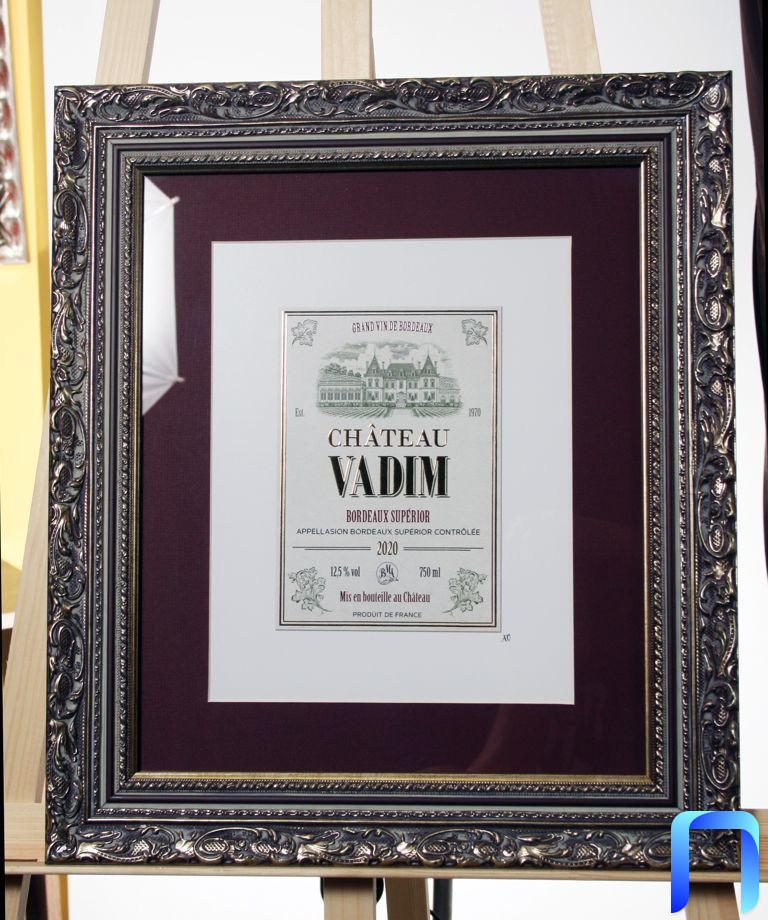 GRAND VIN DE BORDEAUX
Est. 1970
CHÂTEAU
VADIM
BORDEAUX SUPÉRIOR
APPELLASION BORDEAUX SUPÉRIOR CONTRÔLÉE
2020
12,5 % vol 750 ml
Mis en bouteille au Château
PRODUIT DE FRANCE